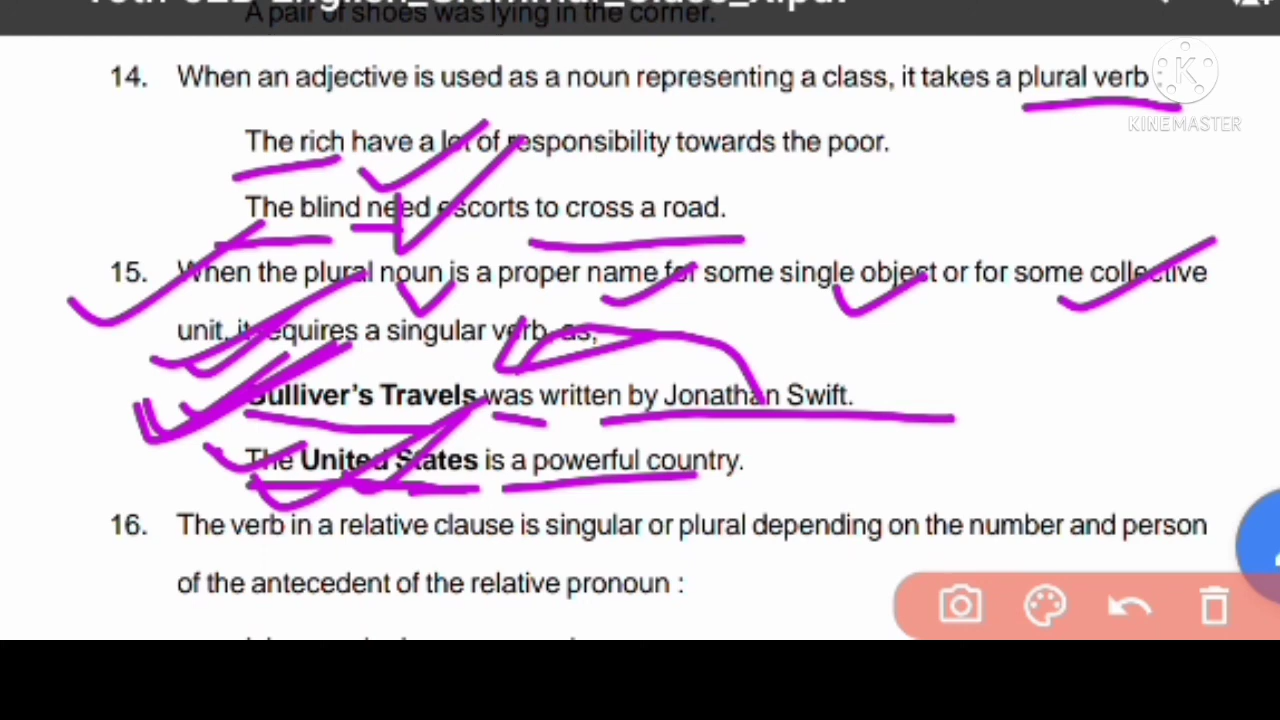 A pair of shoes was lying in the corner.
14. When an adjective is used as a noun representing a class, it takes a plural verb :
K
KINEMASTER
The rich have a lot of responsibility towards the poor.
The blind need escorts to cross a road.
15. When the plural noun is a proper name for some single object or for some collective
unit, it requires a singular verb, as,
Gulliver's Travels was written by Jonathan Swift.
The United States is a powerful country.
16. The verb in a relative clause is singular or plural depending on the number and person
of the antecedent of the relative pronoun :